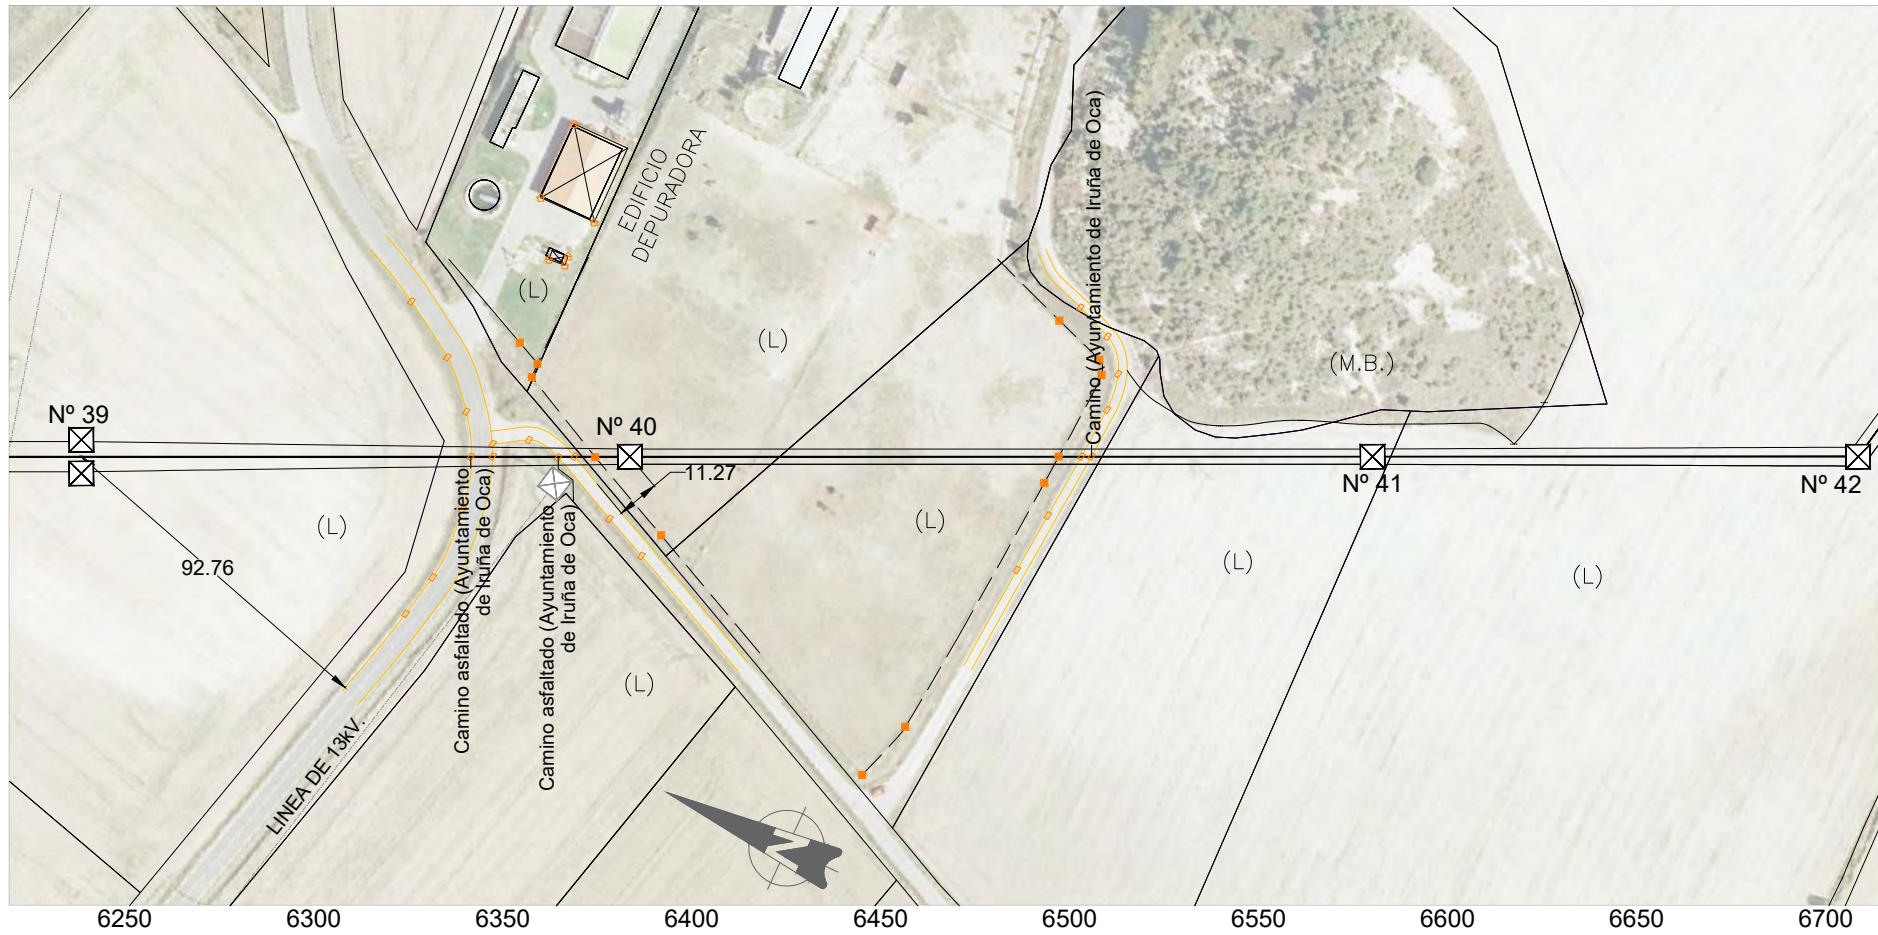 EDIFICIO
DEPURADORA
(L)
(L)
(M.B.)
Camino (Ayuntamiento de Iruña de Oca)
Nº 39
Nº 40
11.27
Nº 41
Nº 42
(L)
(L)
(L)
(L)
92.76
Camino asfaltado (Ayuntamiento
de Iruña de Oca)
Camino asfaltado (Ayuntamiento
de Iruña de Oca)
(L)
LINEA DE 13kV.
6250 6300 6350 6400 6450 6500 6550 6600 6650 6700